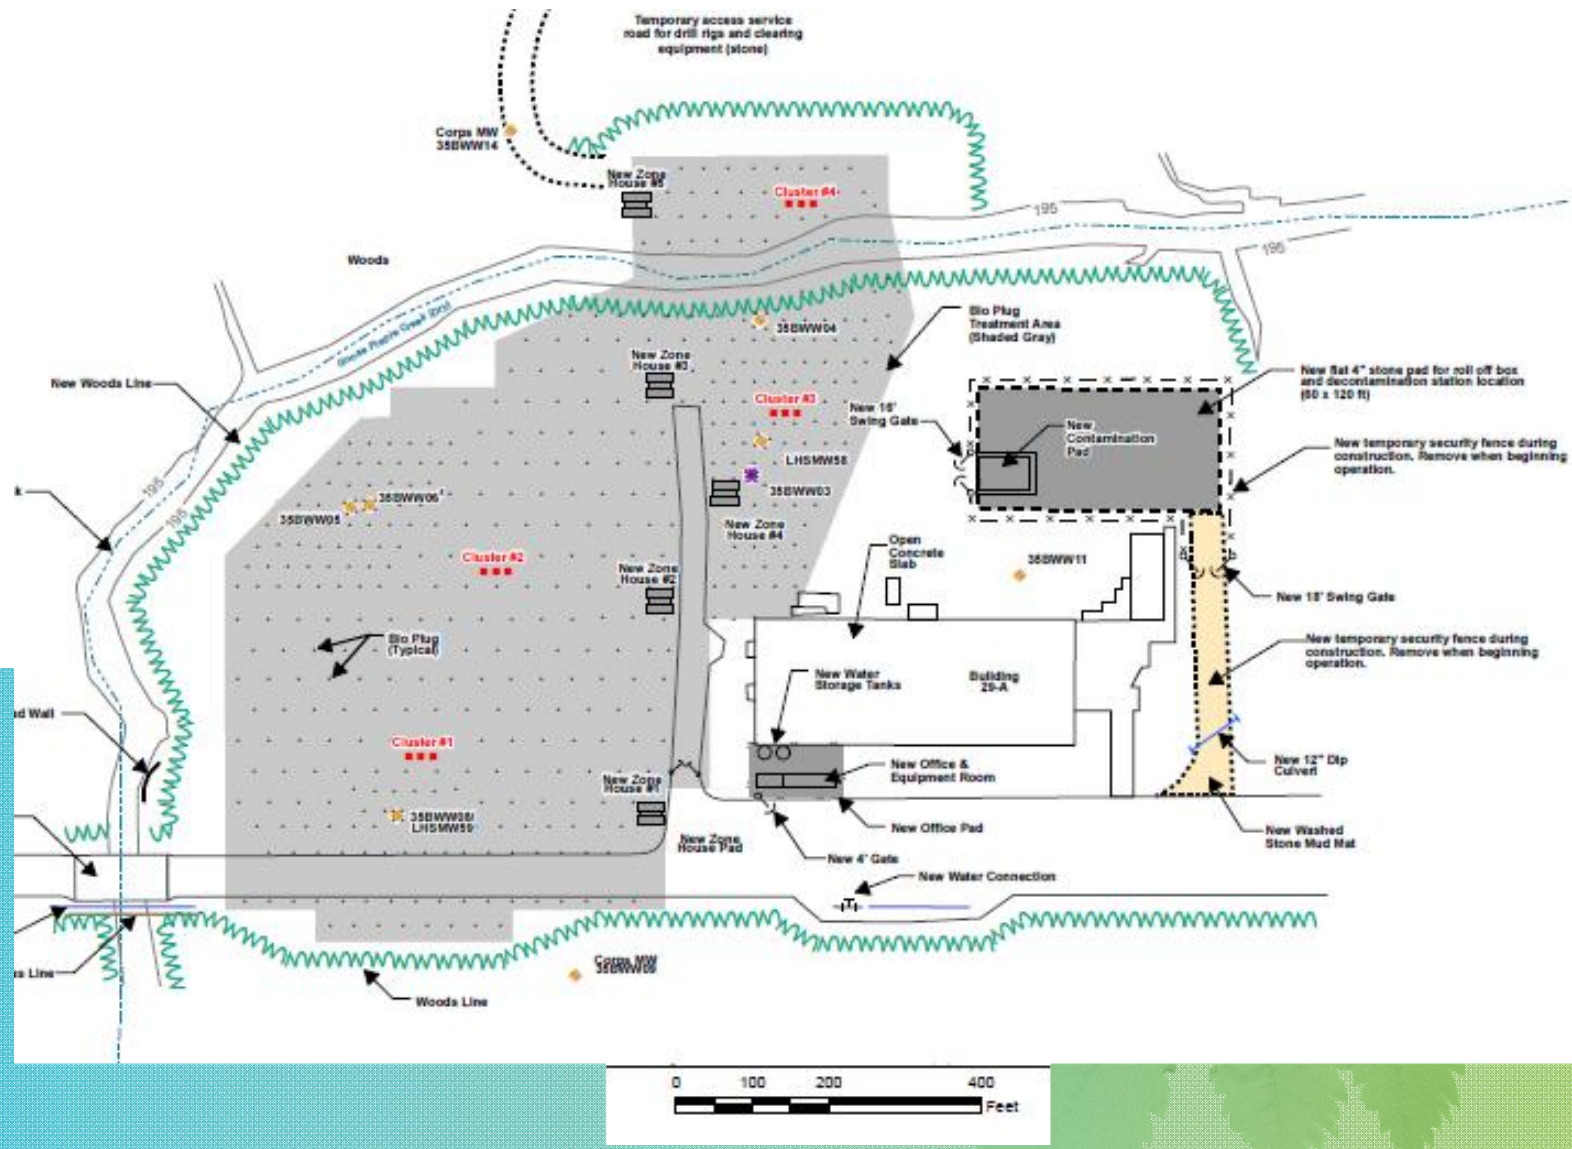 Temporary access service
road for drill rigs and clearing
equipment (stone)
Corps MW
35BWW14
New Zone
House #5
Cluster #4
195
195
Woods
Bio Plug
Treatment Area
(Shaded Gray)
35BWW04
New Zone
House #3
New Woods Line
Cluster #3
New 16'
Swing Gate
New
Contamination
Pad
New flat 4" stone pad for roll off box
and decontamination station location
(60 x 120 ft)
New temporary security fence during
construction. Remove when beginning
operation.
LHSMW58
35BWW03
195
195
k
35BWW06
35BWW05
New Zone
House #4
Open
Concrete
Slab
35BWW11
Cluster #2
New Zone
House #2
New 18' Swing Gate
Bio Plug
(Typical)
New temporary security fence during
construction. Remove when beginning
operation.
New Water
Storage Tanks
Building
29-A
d Wall
Cluster #1
New Office &
Equipment Room
New 12" Dip
Culvert
New Zone
House #1
35BWW08/
LHSMW59
New Zone
House Pad
New Office Pad
New Washed
Stone Mud Mat
New 4' Gate
New Water Connection
s Line
Corps MW
35BWW09
Woods Line
0 100 200 400
Feet